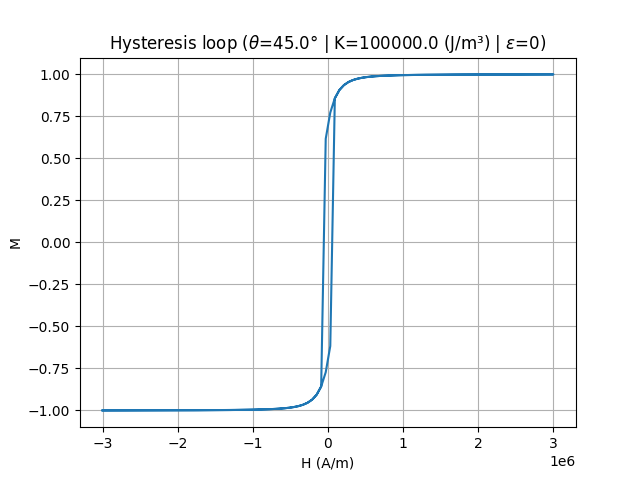 Hysteresis loop (θ=45.0° | K=100000.0 (J/m³) | ε=0)
1.00
0.75
0.50
0.25
0.00
−0.25
−0.50
−0.75
−1.00
M
−3 −2 −1 0 1 2 3
1e6
H (A/m)